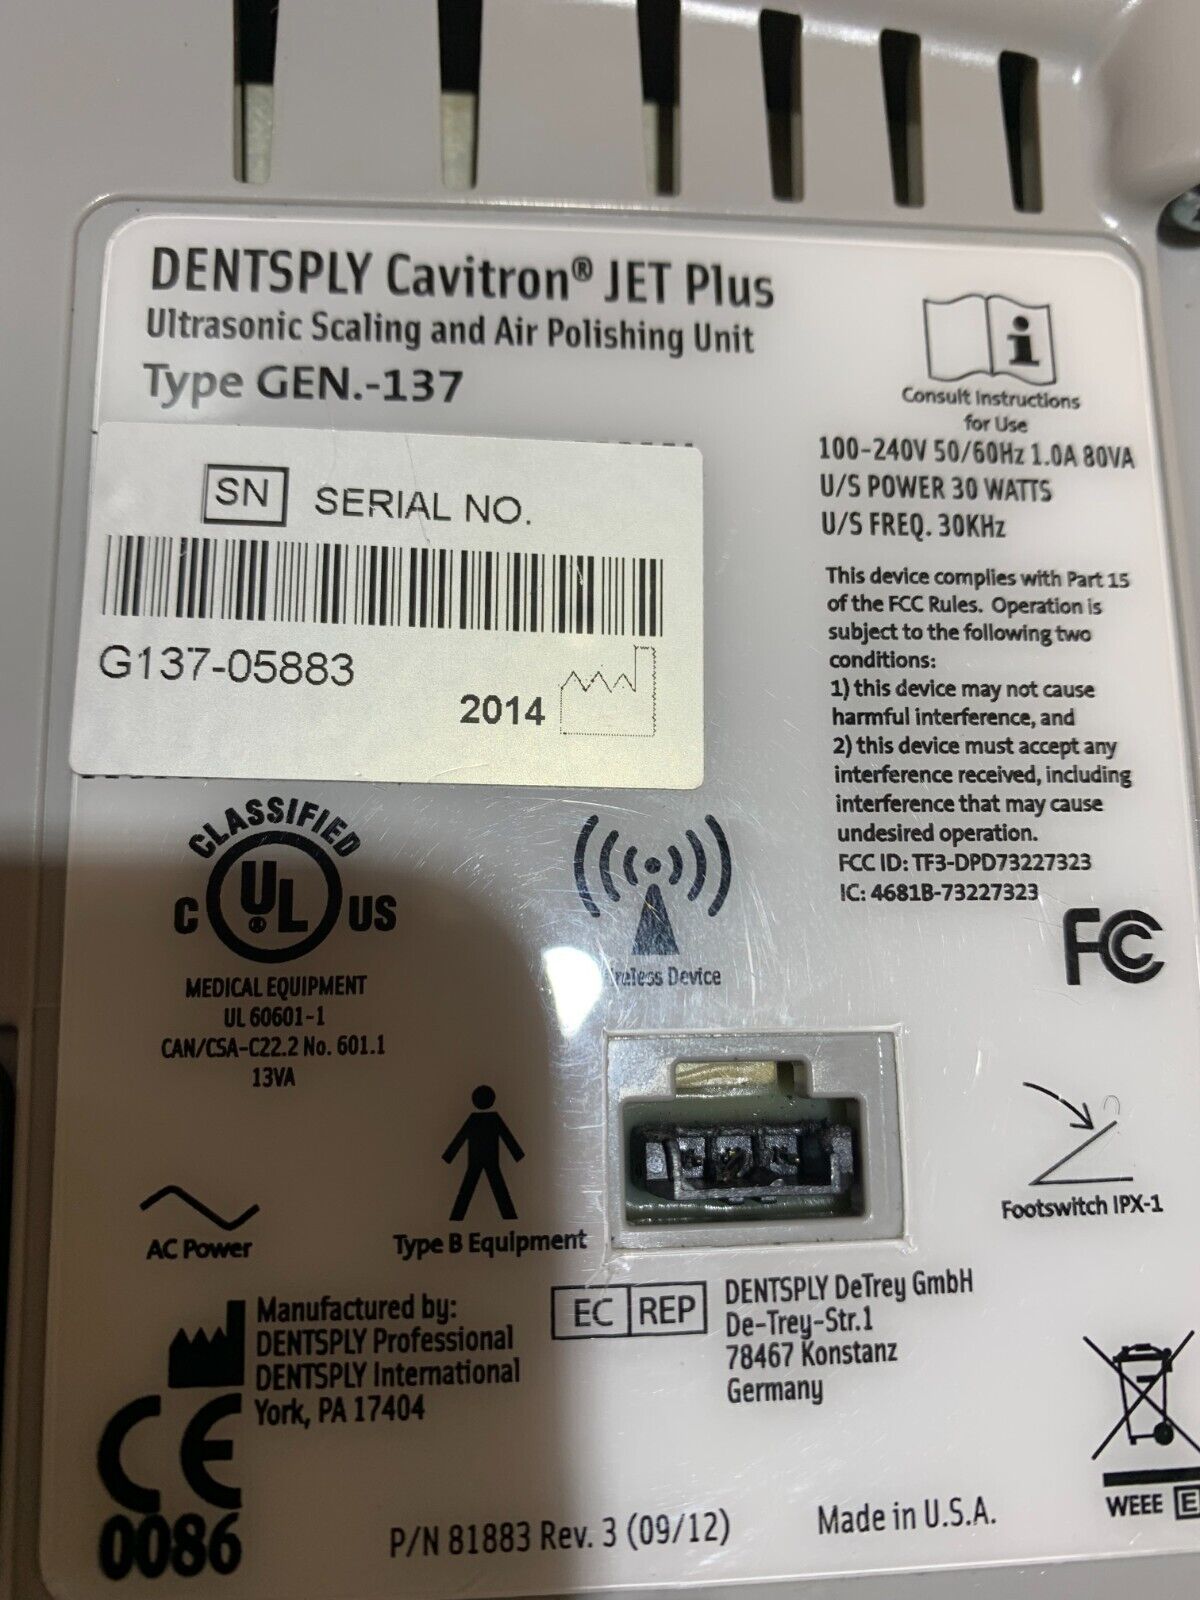 DENTSPLY Cavitron® JET Plus
Ultrasonic Scaling and Air Polishing Unit
Type GEN.-137
SN SERIAL NO.
G137-05883
2014
i
Consult Instructions
for Use
100-240V 50/60Hz 1.0A 80VA
U/S POWER 30 WATTS
U/S FREQ. 30KHz
This device complies with Part 15
of the FCC Rules. Operation is
subject to the following two
conditions:
1) this device may not cause
harmful interference, and
2) this device must accept any
interference received, including
interference that may cause
undesired operation.
FCC ID: TF3-DPD73227323
IC: 4681B-73227323
FC
CLASSIFIED
C UL ® US
MEDICAL EQUIPMENT
UL 60601-1
CAN/CSA-C22.2 No. 601.1
13VA
Device
AC Power
Type B Equipment
Footswitch IPX-1
Manufactured by:
DENTSPLY Professional
DENTSPLY International
York, PA 17404
EC REP
DENTSPLY DeTrey GmbH
De-Trey-Str.1
78467 Konstanz
Germany
CE
0086
P/N 81883 Rev. 3 (09/12)
Made in U.S.A.
WEEE E